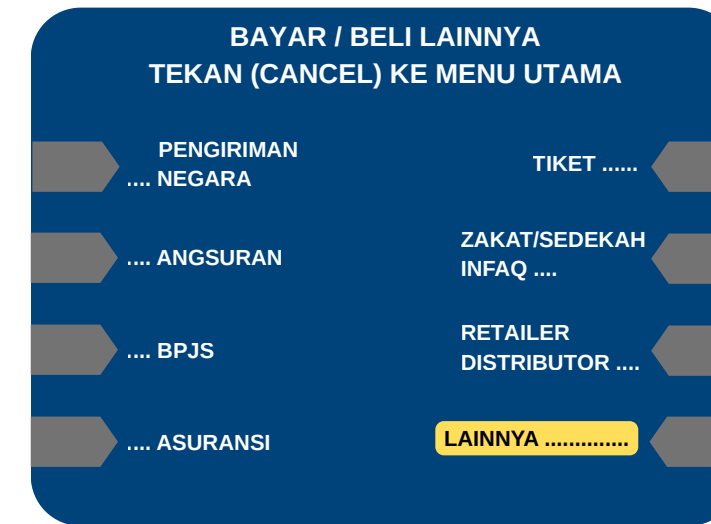 BAYAR / BELI LAINNYA
TEKAN (CANCEL) KE MENU UTAMA
PENGIRIMAN
.... NEGARA
TIKET ......
.... ANGSURAN
ZAKAT/SEDEKAH
INFAQ ....
.... BPJS
RETAILER
DISTRIBUTOR ....
.... ASURANSI
LAINNYA ..............